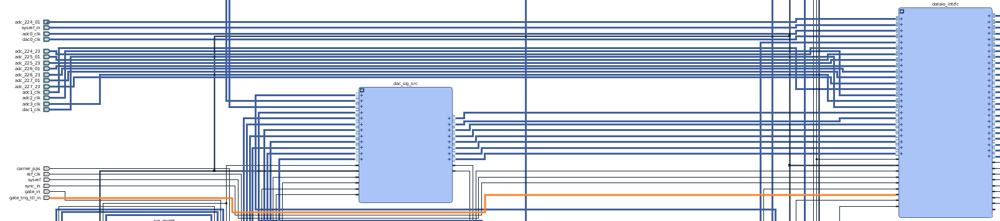 dataio_intrfc
adc_224_01
sysref_in
adc0_clk
dac0_clk
adc_224_23
adc_225_01
adc_225_23
adc_226_01
adc_226_23
adc_227_01
adc_227_23
adc1_clk
adc2_clk
adc3_clk
dac1_clk
dac_sig_src
carrier_pps
ref_clk
sysref
sync_in
gate_in
gate_trig_ttl_in
sys_mgmt